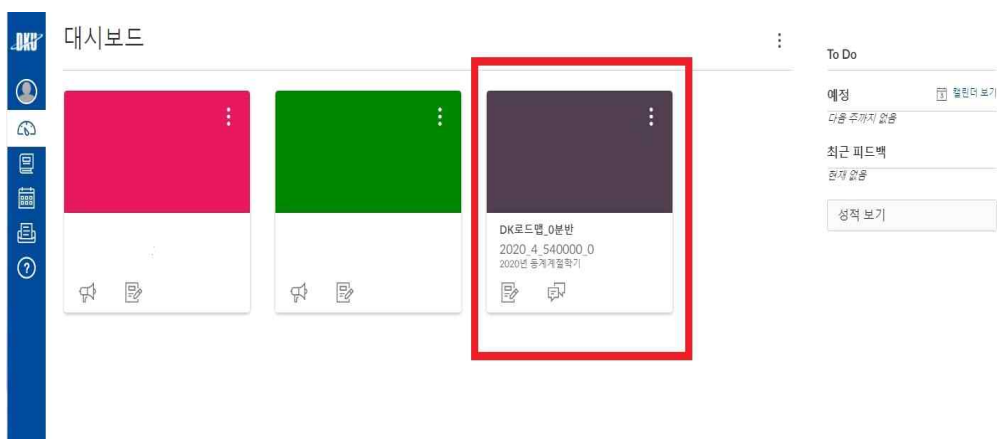 DKU
대시보드
DK로드맵_0분반
2020_4_540000_0
2020년 동계계절학기
To Do
예정
캘린더 보기
다음 주까지 없음
최근 피드백
현재 없음
성적 보기